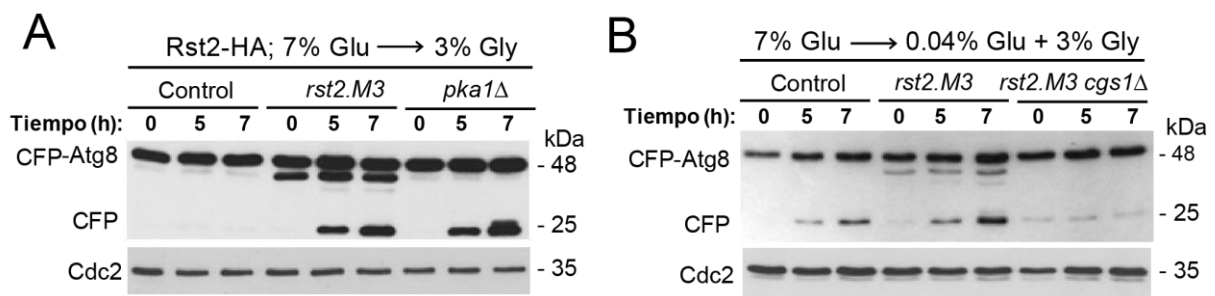 A
Rst2-HA; 7% Glu → 3% Gly
Control rst2.M3 pka1Δ
Tiempo (h): 0 5 7 0 5 7 0 5 7
kDa
CFP-Atg8
- 48
CFP
- 25
Cdc2
- 35
B
7% Glu → 0.04% Glu + 3% Gly
Control rst2.M3 rst2.M3 cgs1Δ
Tiempo (h): 0 5 7 0 5 7 0 5 7
kDa
CFP-Atg8
- 48
CFP
- 25
Cdc2
- 35